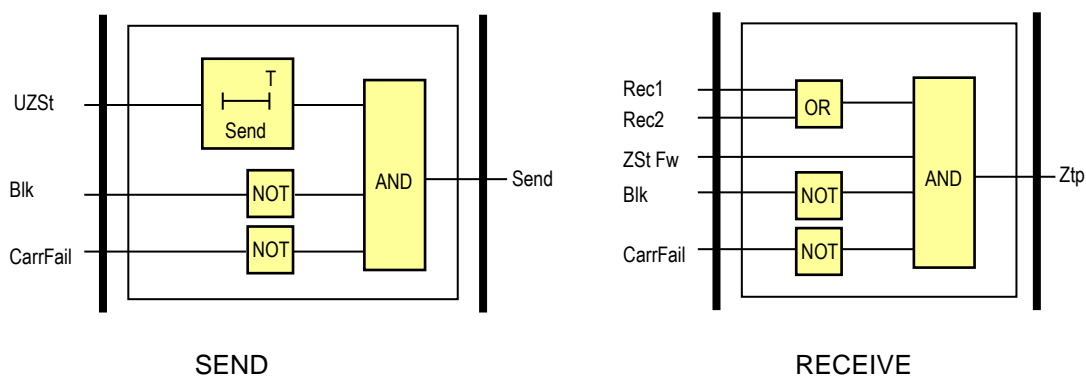 UZSt
T
Send
Blk
NOT
AND
Send
CarrFail
NOT
SEND
Rec1
Rec2
OR
ZSt Fw
Blk
NOT
AND
Ztp
CarrFail
NOT
RECEIVE